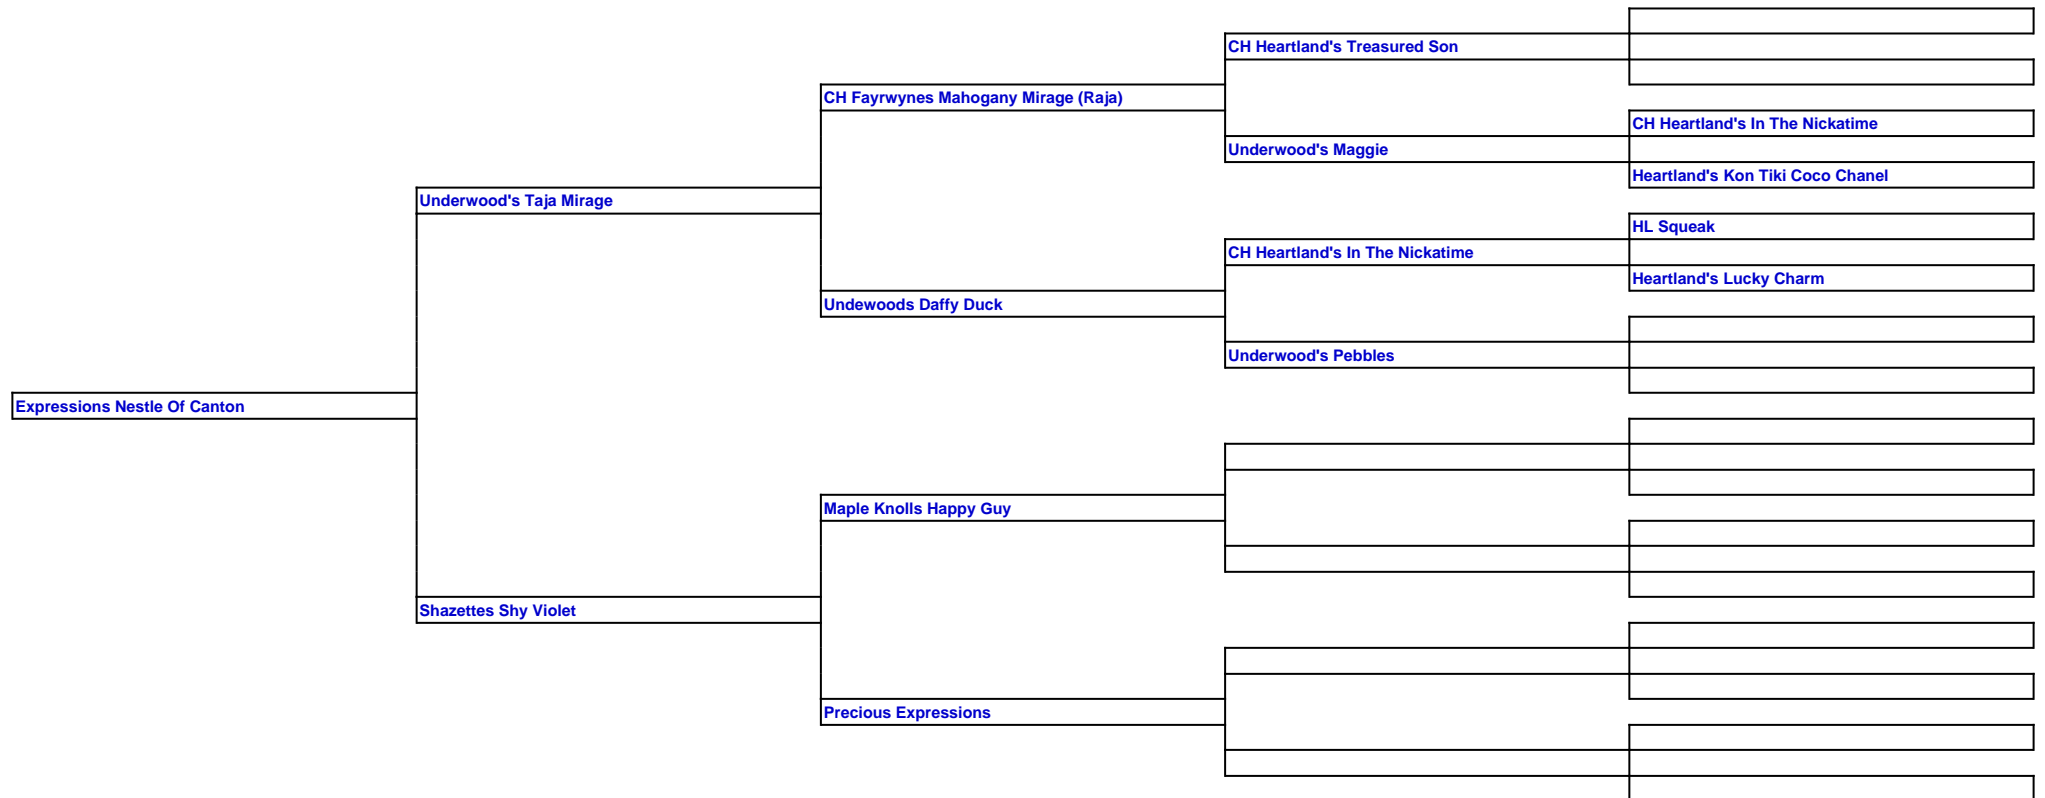 CH Heartland's Treasured Son
CH Fayrwynes Mahogany Mirage (Raja)
CH Heartland's In The Nickatime
Underwood's Maggie
Heartland's Kon Tiki Coco Chanel
Underwood's Taja Mirage
HL Squeak
CH Heartland's In The Nickatime
Heartland's Lucky Charm
Undewoods Daffy Duck
Underwood's Pebbles
Expressions Nestle Of Canton
Maple Knolls Happy Guy
Shazettes Shy Violet
Precious Expressions